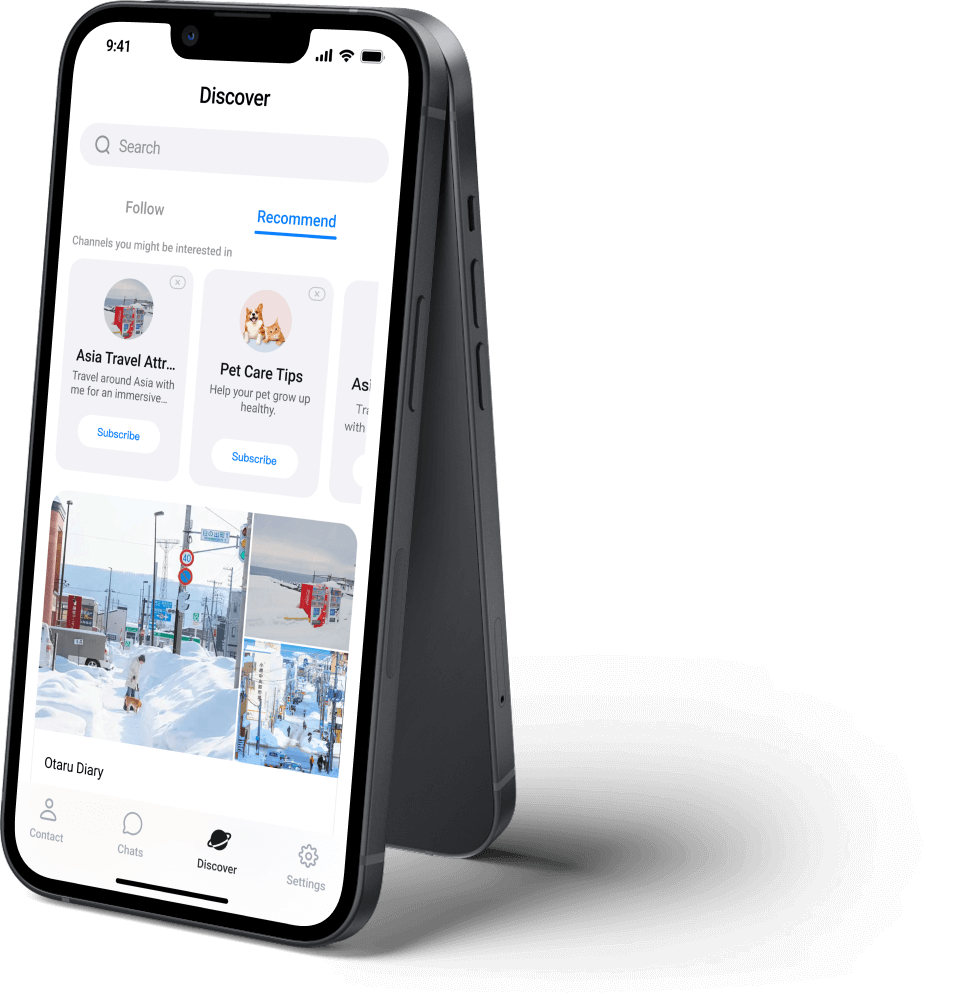 9:41
Discover
Search
Follow
Recommend
Channels you might be interested in
Asia Travel Attr...
Travel around Asia with
me for an immersive...
Subscribe
Pet Care Tips
Help your pet grow up
healthy.
Subscribe
Asi
Tra
with
40
Otaru Diary
Contact
Chats
Discover
Settings